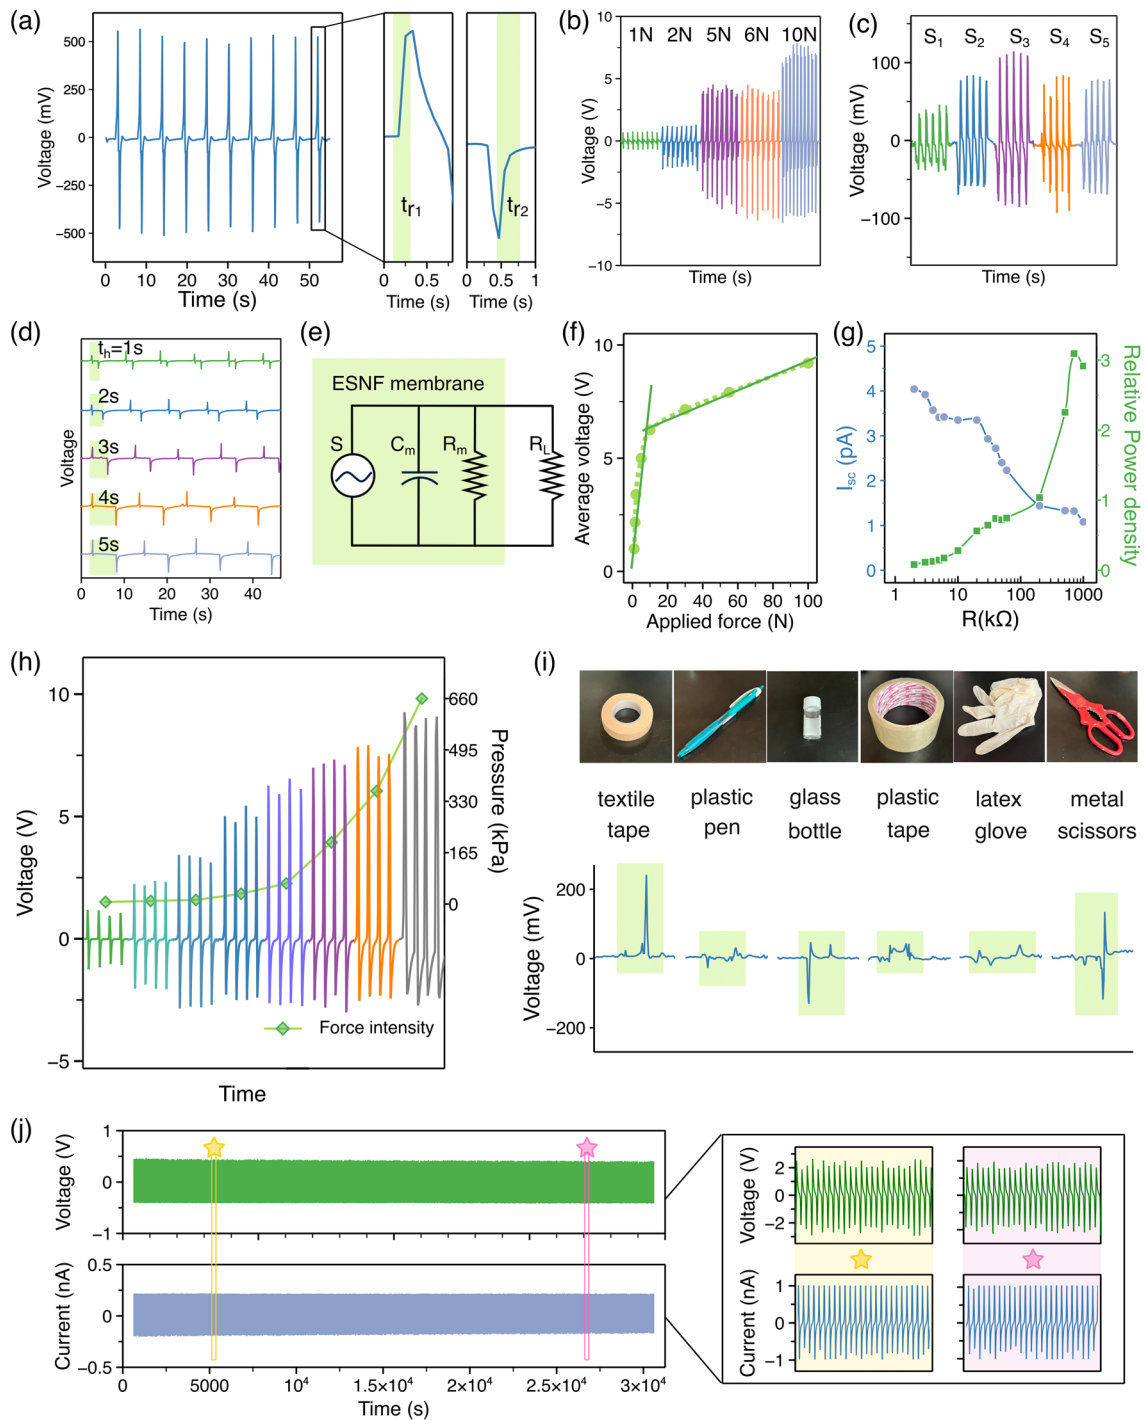 (a)
Voltage (mV)
500
250
0
−250
−500
0 10 20 30 40 50
Time (s)
tr1
0 0.5
Time (s)
tr2
0 0.5 1
Time (s)
(b)
Voltage (V)
10
5
0
−5
−10
1N 2N 5N 6N 10N
Time (s)
(c)
Voltage (mV)
100
0
−100
S1 S2 S3 S4 S5
Time (s)
(d)
Voltage
th=1s
2s
3s
4s
5s
0 10 20 30 40
Time (s)
(e)
ESNF membrane
S Cm Rm RL
(f)
Average voltage (V)
10
5
0
0 20 40 60 80 100
Applied force (N)
(g)
Isc (pA)
5
4
3
2
1
0
1 10 100 1000
R(kΩ)
3
2
1
0
Relative Power density
(h)
Voltage (V)
10
5
0
−5
660
495
330
165
0
Pressure (kPa)
Force intensity
Time
(i)
textile plastic glass plastic latex metal
tape pen bottle tape glove scissors
Voltage (mV)
200
0
−200
(j)
Voltage (V)
1
0
−1
Current (nA)
0.5
0
−0.5
0 5000 10⁴ 1.5×10⁴ 2×10⁴ 2.5×10⁴ 3×10⁴
Time (s)
Voltage (V)
2
0
−2
Current (nA)
1
0
−1